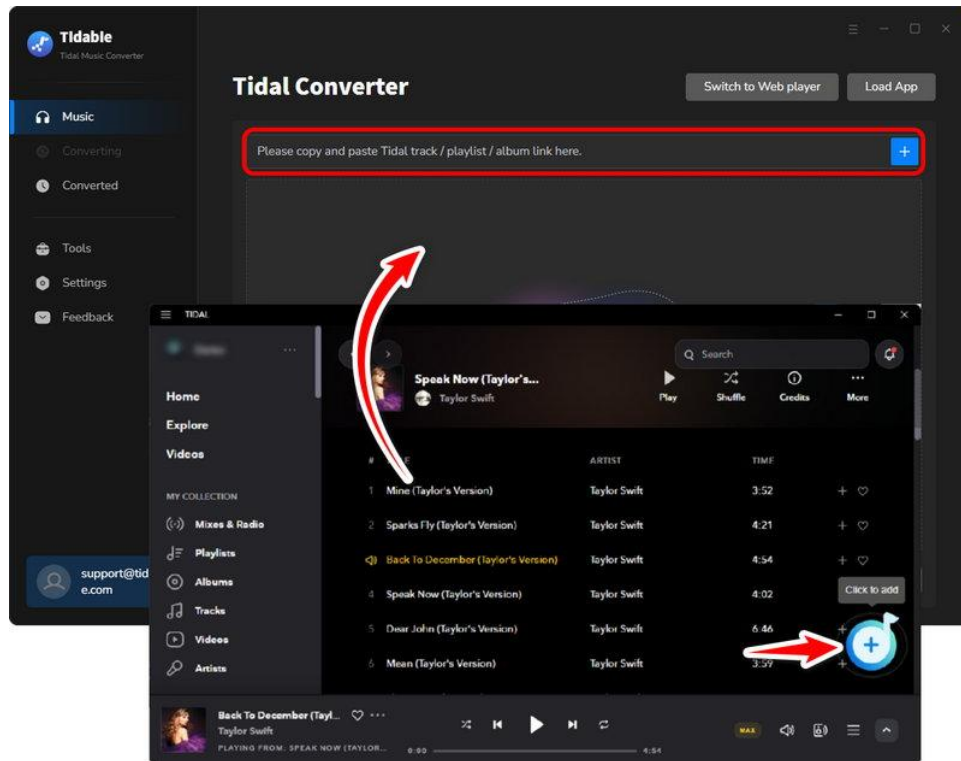 Tidable
Tidal Music Converter
Tidal Converter
Switch to Web player
Load App
Music
Converting
Converted
Tools
Settings
Feedback
support@tid
e.com
Please copy and paste Tidal track / playlist / album link here.
TIDAL
Home
Explore
Videos
MY COLLECTION
Mixes & Radio
Playlists
Albums
Tracks
Videos
Artists
Search
Speak Now (Taylor's...
Taylor Swift
Play
Shuffle
Credits
More
# ARTIST TIME
1 Mine (Taylor's Version) Taylor Swift 3:52
2 Sparks Fly (Taylor's Version) Taylor Swift 4:21
Back To December (Taylor's Version) Taylor Swift 4:54
4 Speak Now (Taylor's Version) Taylor Swift 4:02
5 Dear John (Taylor's Version) Taylor Swift 6:46
6 Mean (Taylor's Version) Taylor Swift 3:59
Click to add
Back To December (Tayl...
Taylor Swift
PLAYING FROM: SPEAK NOW (TAYLOR...
0:00
4:54
MAX